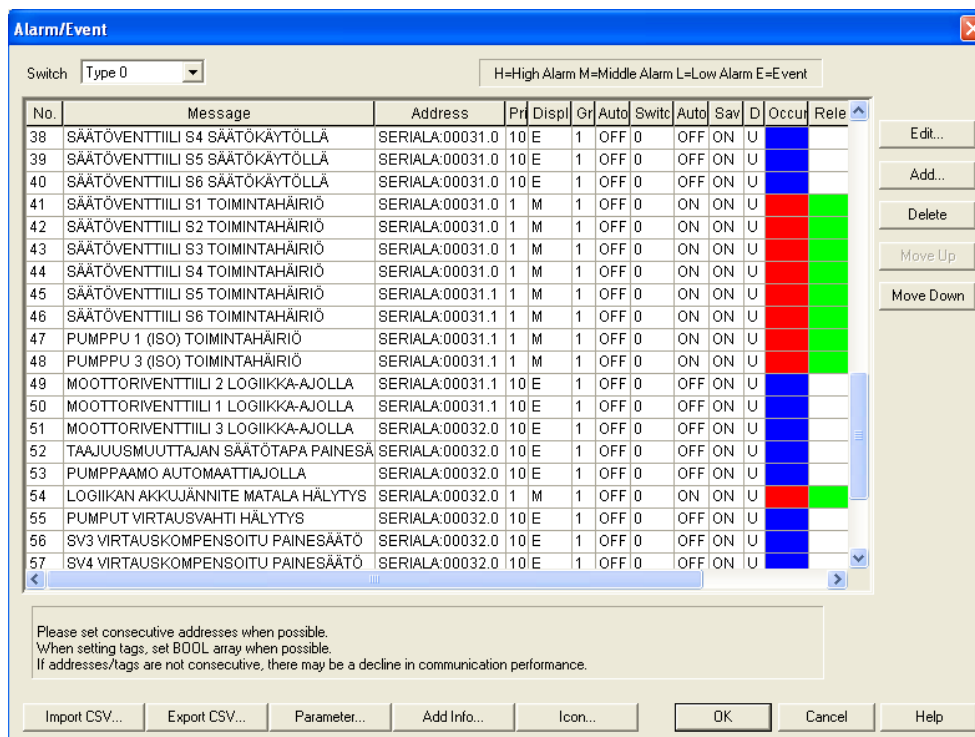 Alarm/Event
Switch Type 0 H=High Alarm M=Middle Alarm L=Low Alarm E=Event
No. Message Address Pri Displ Gr Auto Switc Auto Sav D Occur Rele
38 SÄÄTÖVENTTIILI S4 SÄÄTÖKÄYTÖLLÄ SERIALA:00031.0 10 E 1 OFF 0 OFF ON U
39 SÄÄTÖVENTTIILI S5 SÄÄTÖKÄYTÖLLÄ SERIALA:00031.0 10 E 1 OFF 0 OFF ON U
40 SÄÄTÖVENTTIILI S6 SÄÄTÖKÄYTÖLLÄ SERIALA:00031.0 10 E 1 OFF 0 OFF ON U
41 SÄÄTÖVENTTIILI S1 TOIMINTAHÄIRIÖ SERIALA:00031.0 1 M 1 OFF 0 ON ON U
42 SÄÄTÖVENTTIILI S2 TOIMINTAHÄIRIÖ SERIALA:00031.0 1 M 1 OFF 0 ON ON U
43 SÄÄTÖVENTTIILI S3 TOIMINTAHÄIRIÖ SERIALA:00031.0 1 M 1 OFF 0 ON ON U
44 SÄÄTÖVENTTIILI S4 TOIMINTAHÄIRIÖ SERIALA:00031.0 1 M 1 OFF 0 ON ON U
45 SÄÄTÖVENTTIILI S5 TOIMINTAHÄIRIÖ SERIALA:00031.1 1 M 1 OFF 0 ON ON U
46 SÄÄTÖVENTTIILI S6 TOIMINTAHÄIRIÖ SERIALA:00031.1 1 M 1 OFF 0 ON ON U
47 PUMPPU 1 (ISO) TOIMINTAHÄIRIÖ SERIALA:00031.1 1 M 1 OFF 0 ON ON U
48 PUMPPU 3 (ISO) TOIMINTAHÄIRIÖ SERIALA:00031.1 1 M 1 OFF 0 ON ON U
49 MOOTTORIVENTTIILI 2 LOGIIKKA-AJOLLA SERIALA:00031.1 10 E 1 OFF 0 OFF ON U
50 MOOTTORIVENTTIILI 1 LOGIIKKA-AJOLLA SERIALA:00031.1 10 E 1 OFF 0 OFF ON U
51 MOOTTORIVENTTIILI 3 LOGIIKKA-AJOLLA SERIALA:00032.0 10 E 1 OFF 0 OFF ON U
52 TAAJUUSMUUTTAJAN SÄÄTÖTAPA PAINESÄ SERIALA:00032.0 10 E 1 OFF 0 OFF ON U
53 PUMPPAAMO AUTOMAATTIAJOLLA SERIALA:00032.0 10 E 1 OFF 0 OFF ON U
54 LOGIIKAN AKKUJÄNNITE MATALA HÄLYTYS SERIALA:00032.0 1 M 1 OFF 0 ON ON U
55 PUMPUT VIRTAUSVAHTI HÄLYTYS SERIALA:00032.0 10 E 1 OFF 0 OFF ON U
56 SV3 VIRTAUSKOMPENSOITU PAINESÄÄTÖ SERIALA:00032.0 10 E 1 OFF 0 OFF ON U
57 SV4 VIRTAUSKOMPENSOITU PAINESÄÄTÖ SERIALA:00032.0 10 E 1 OFF 0 OFF ON U
Edit...
Add...
Delete
Move Up
Move Down
Please set consecutive addresses when possible.
When setting tags, set BOOL array when possible.
If addresses/tags are not consecutive, there may be a decline in communication performance.
Import CSV... Export CSV... Parameter... Add Info... Icon... OK Cancel Help